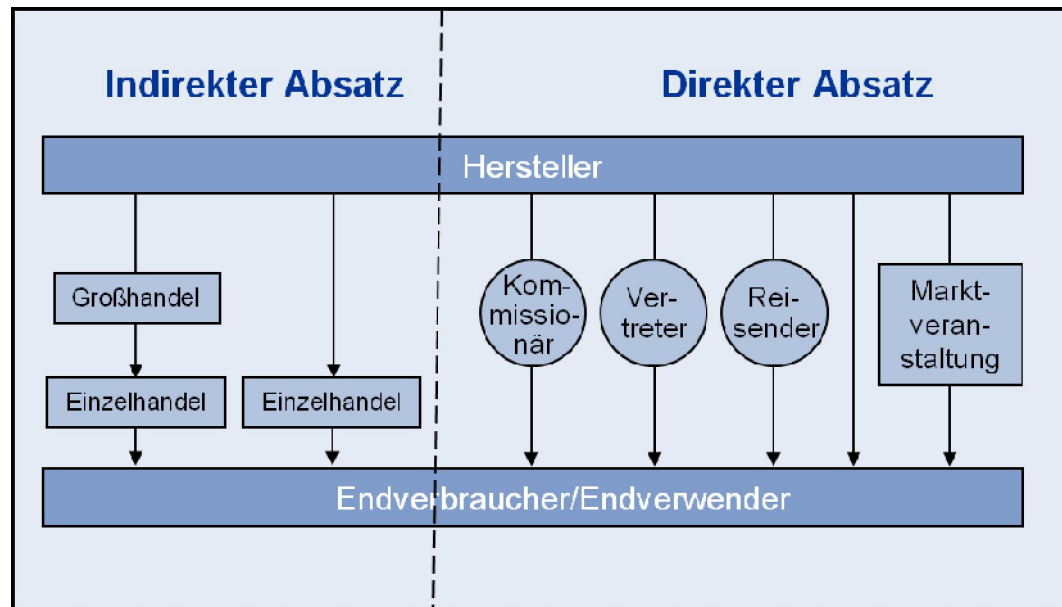 Indirekter Absatz
Direkter Absatz
Hersteller
Großhandel
Einzelhandel
Einzelhandel
Kom-
missio-
när
Ver-
treter
Rei-
sender
Markt-
veran-
staltung
Endverbraucher/Endverwender